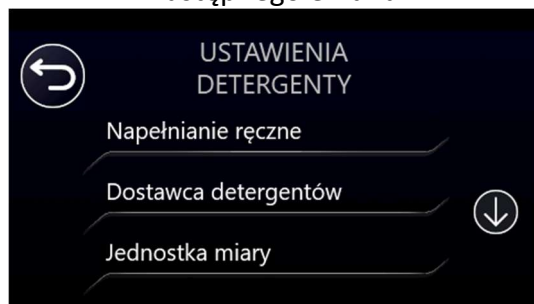 USTAWIENIA
DETERGENTY
Napełnianie ręczne
Dostawca detergentów
Jednostka miary